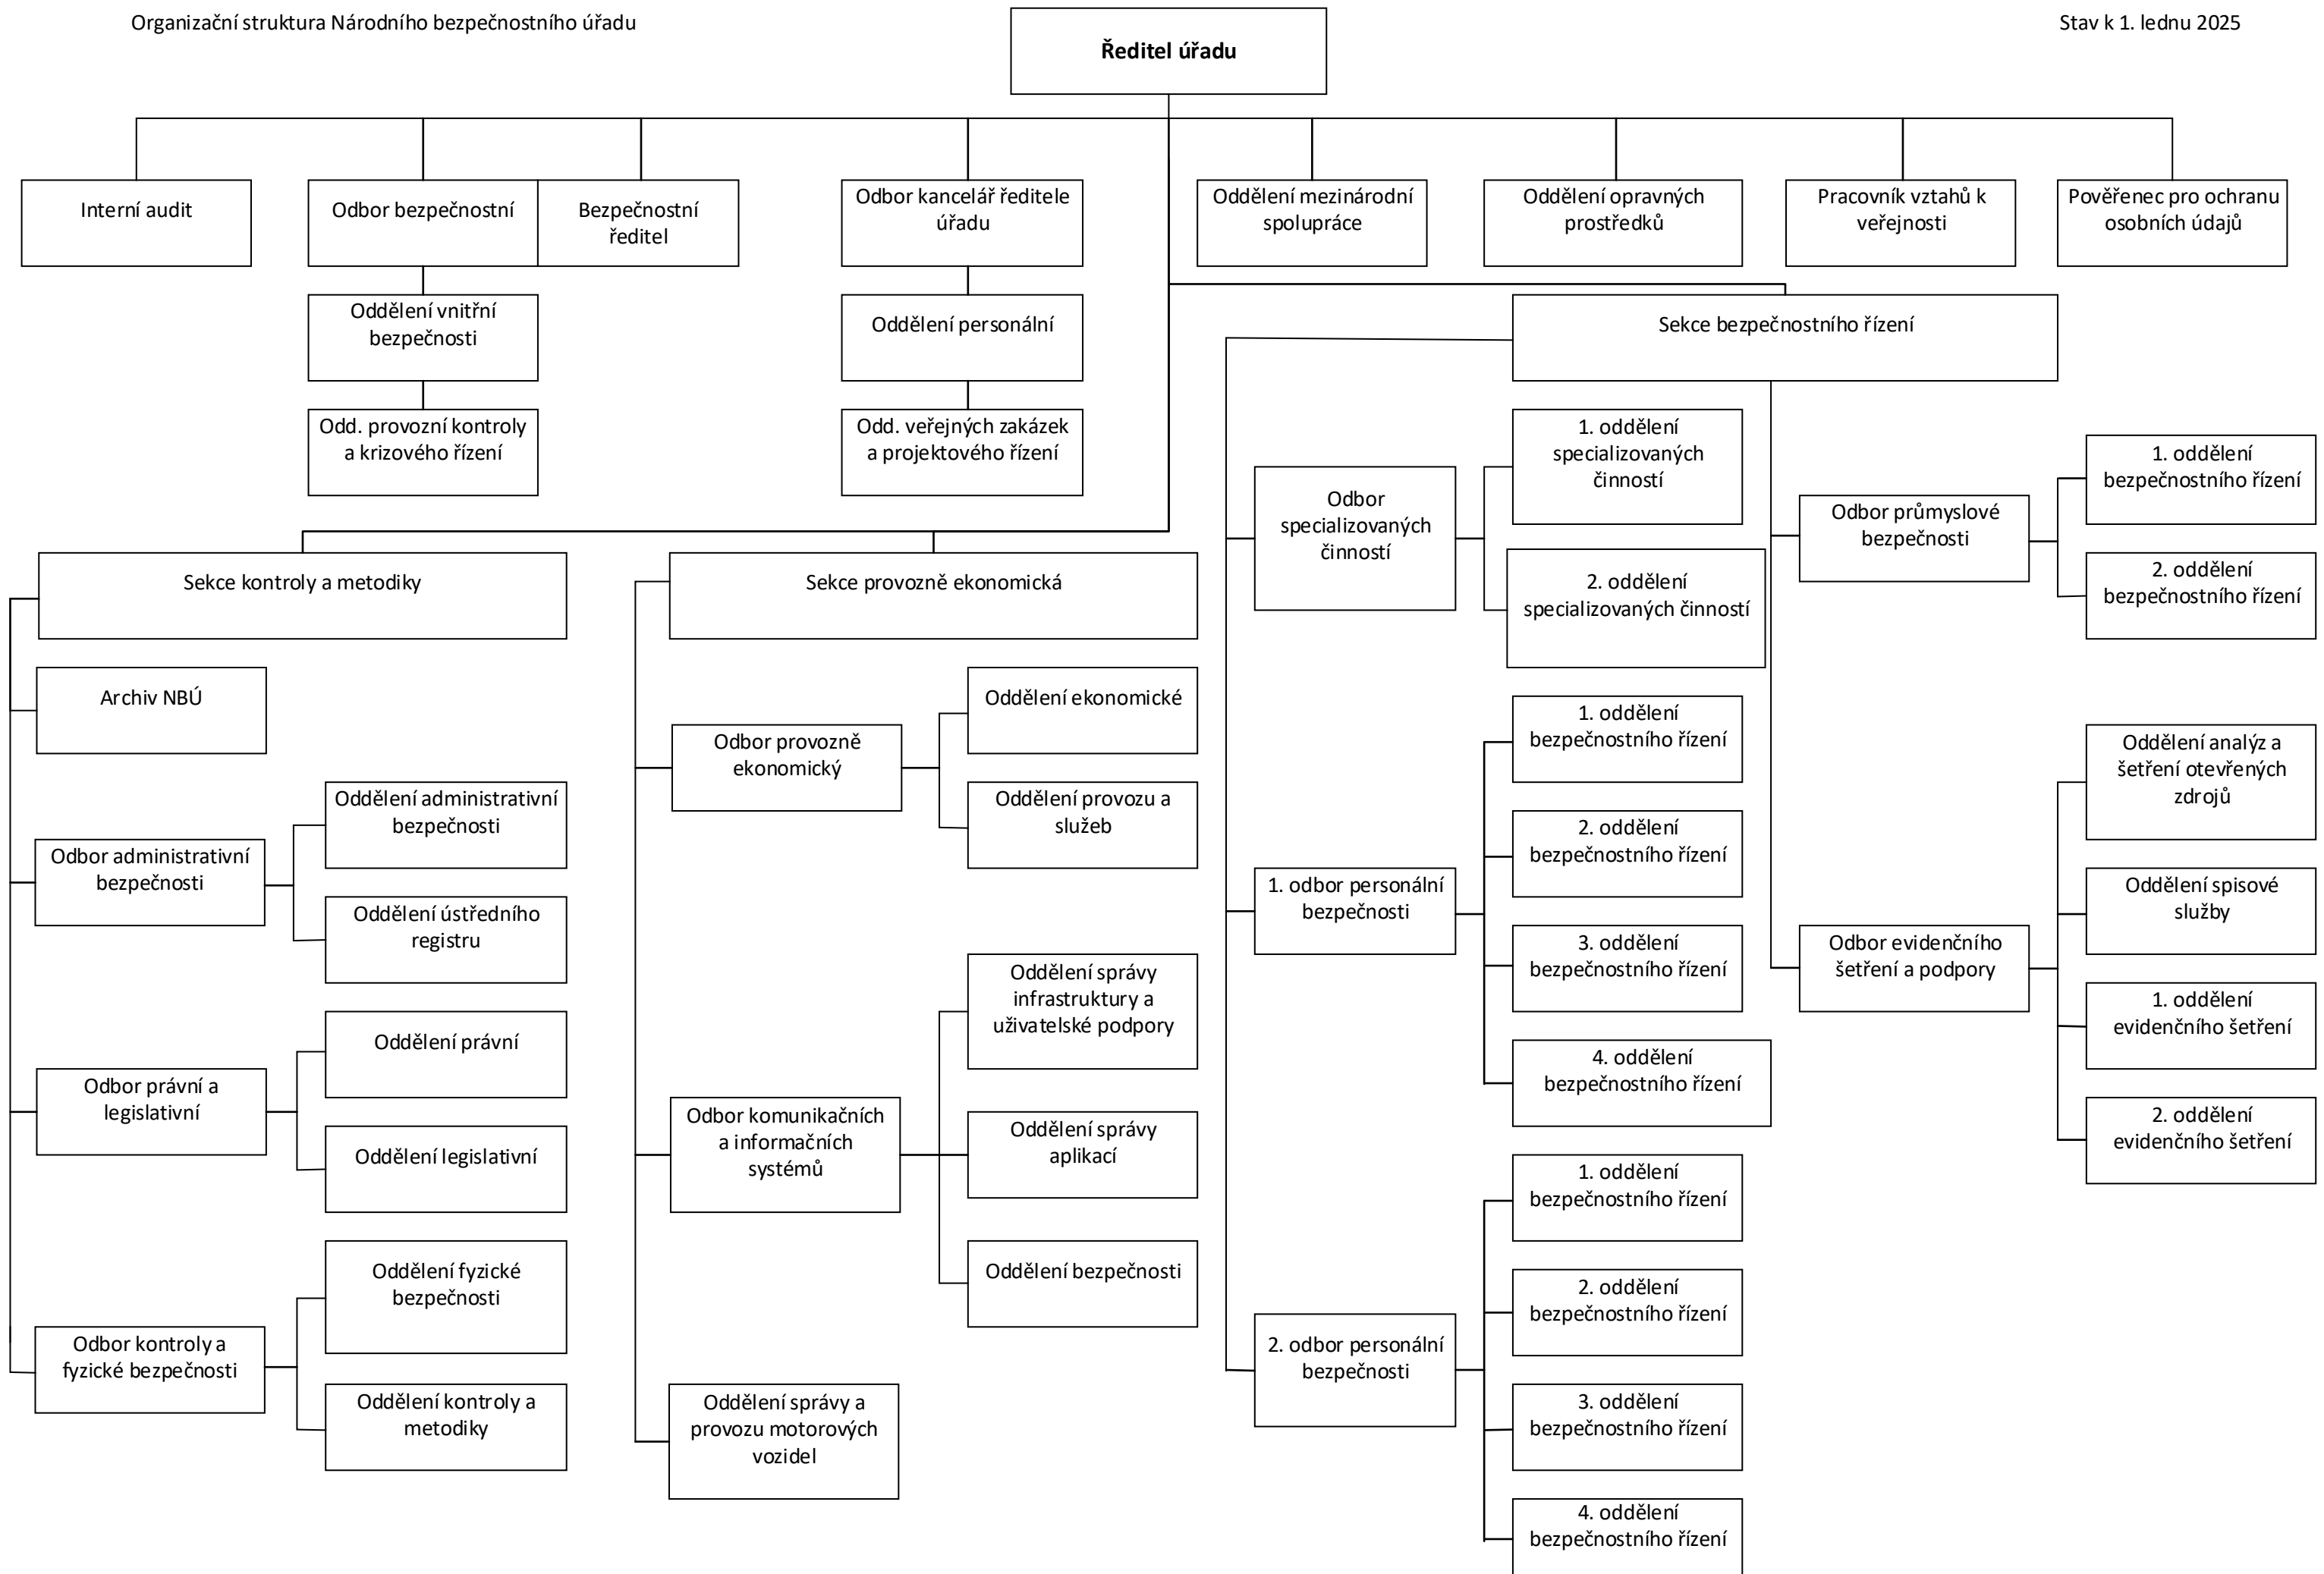 Organizační struktura Národního bezpečnostního úřadu
Stav k 1. lednu 2025
Ředitel úřadu
Interní audit
Odbor bezpečnostní
Bezpečnostní
ředitel
Odbor kancelář ředitele
úřadu
Oddělení mezinárodní
spolupráce
Oddělení opravných
prostředků
Pracovník vztahů k
veřejnosti
Pověřenec pro ochranu
osobních údajů
Oddělení vnitřní
bezpečnosti
Oddělení personální
Odd. provozní kontroly
a krizového řízení
Odd. veřejných zakázek
a projektového řízení
Sekce kontroly a metodiky
Archiv NBÚ
Odbor administrativní
bezpečnosti
Oddělení administrativní
bezpečnosti
Oddělení ústředního
registru
Odbor právní a
legislativní
Oddělení právní
Oddělení legislativní
Odbor kontroly a
fyzické bezpečnosti
Oddělení fyzické
bezpečnosti
Oddělení kontroly a
metodiky
Sekce provozně ekonomická
Odbor provozně
ekonomický
Oddělení ekonomické
Oddělení provozu a
služeb
Odbor komunikačních
a informačních
systémů
Oddělení správy
infrastruktury a
uživatelské podpory
Oddělení správy
aplikací
Oddělení bezpečnosti
Oddělení správy a
provozu motorových
vozidel
Sekce bezpečnostního řízení
Odbor
specializovaných
činností
1. oddělení
specializovaných
činností
2. oddělení
specializovaných činností
1. odbor personální
bezpečnosti
1. oddělení
bezpečnostního řízení
2. oddělení
bezpečnostního řízení
3. oddělení
bezpečnostního řízení
4. oddělení
bezpečnostního řízení
2. odbor personální
bezpečnosti
1. oddělení
bezpečnostního řízení
2. oddělení
bezpečnostního řízení
3. oddělení
bezpečnostního řízení
4. oddělení
bezpečnostního řízení
Odbor průmyslové
bezpečnosti
1. oddělení
bezpečnostního řízení
2. oddělení
bezpečnostního řízení
Odbor evidenčního
šetření a podpory
Oddělení analýz a
šetření otevřených
zdrojů
Oddělení spisové
služby
1. oddělení
evidenčního šetření
2. oddělení
evidenčního šetření